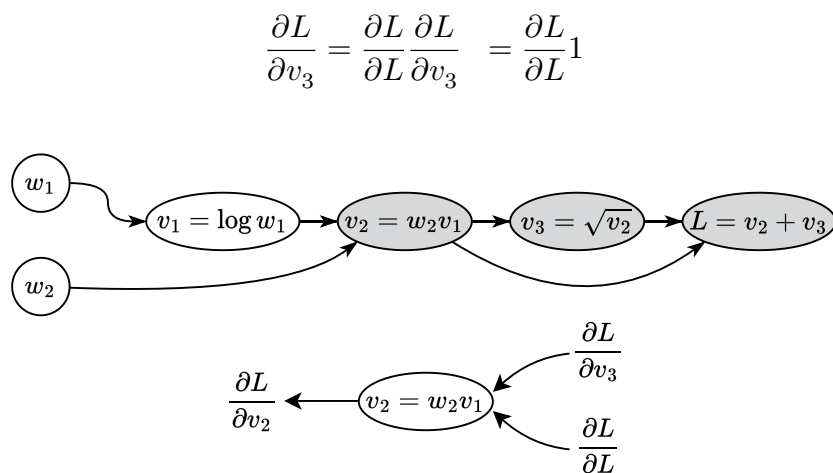 ∂L/∂v₃ = ∂L/∂L ∂L/∂v₃ = ∂L/∂L 1
w₁
v₁ = log w₁
v₂ = w₂v₁
v₃ = √v₂
L = v₂ + v₃
w₂
∂L/∂v₃
∂L/∂v₂
v₂ = w₂v₁
∂L/∂L